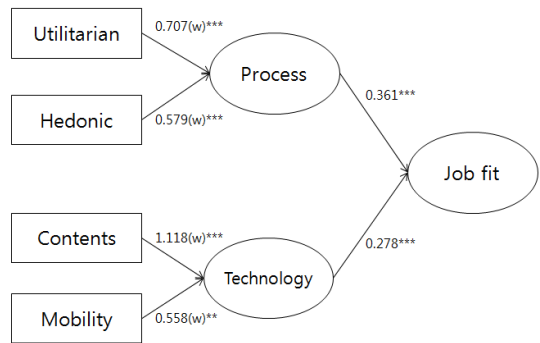 Utilitarian
0.707(w)***
Process
Hedonic
0.579(w)***
0.361***
Job fit
Contents
1.118(w)***
0.278***
Technology
Mobility
0.558(w)**